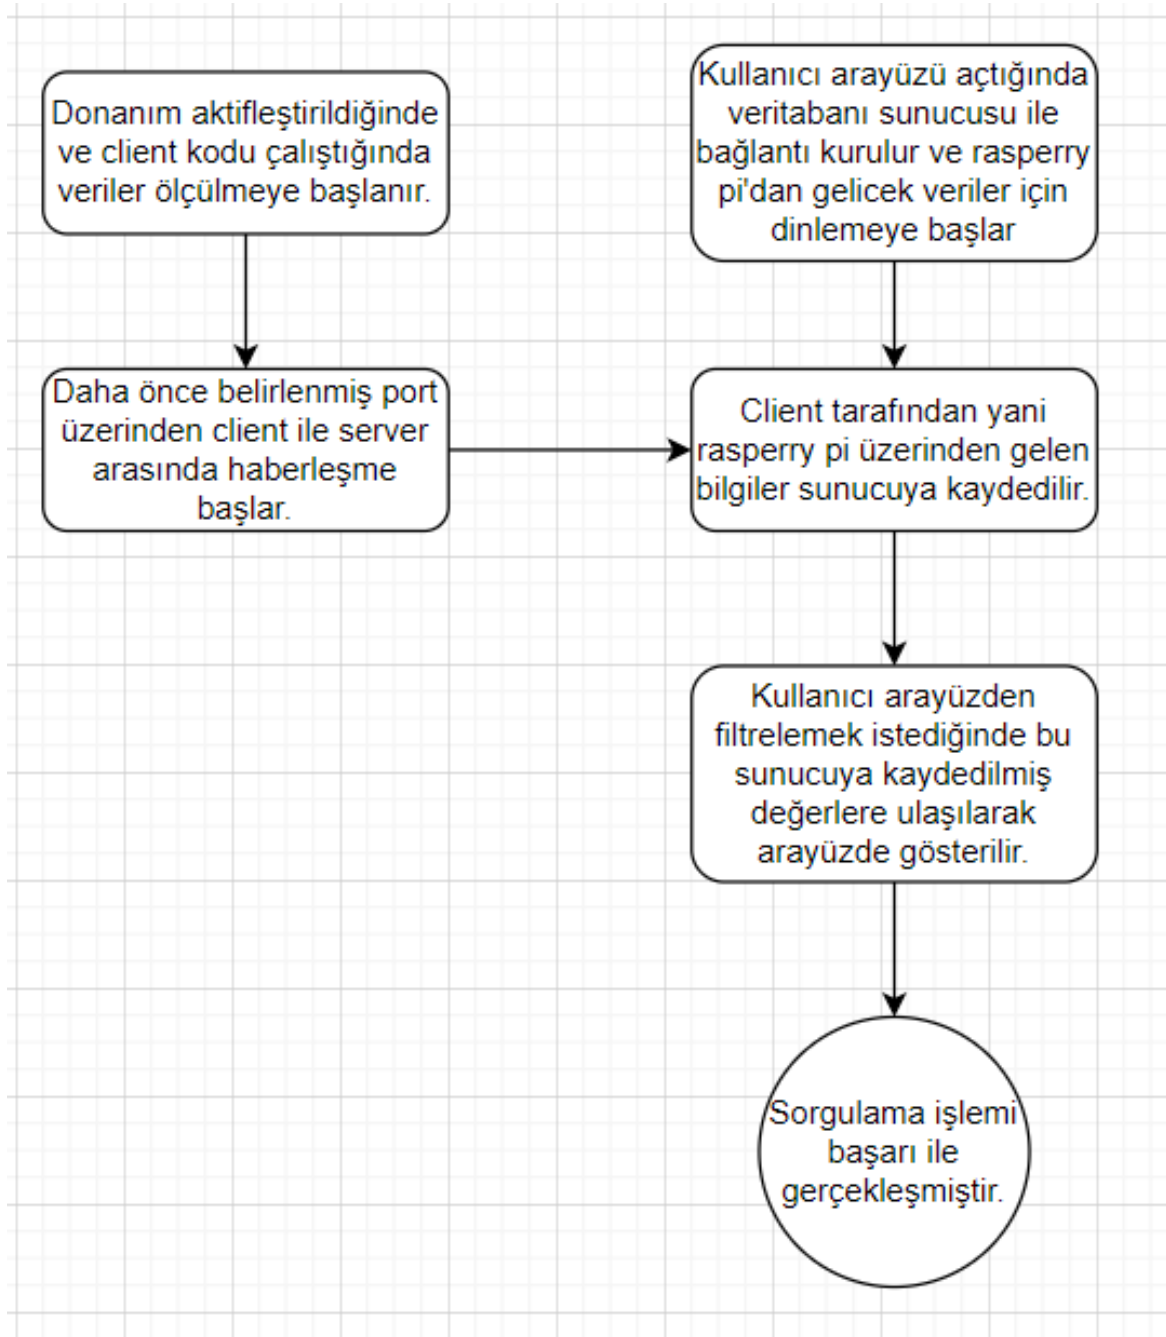 Donanım aktifleştirildiğinde
ve client kodu çalıştığında
veriler ölçülmeye başlanır.
Kullanıcı arayüzü açtığında
veritabanı sunucusu ile
bağlantı kurulur ve rasperry
pi'dan gelicek veriler için
dinlemeye başlar
Daha önce belirlenmiş port
üzerinden client ile server
arasında haberleşme
başlar.
Client tarafından yani
rasperry pi üzerinden gelen
bilgiler sunucuya kaydedilir.
Kullanıcı arayüzden
filtrelemek istediğinde bu
sunucuya kaydedilmiş
değerlere ulaşılarak
arayüzde gösterilir.
Sorgulama işlemi
başarı ile
gerçekleşmiştir.